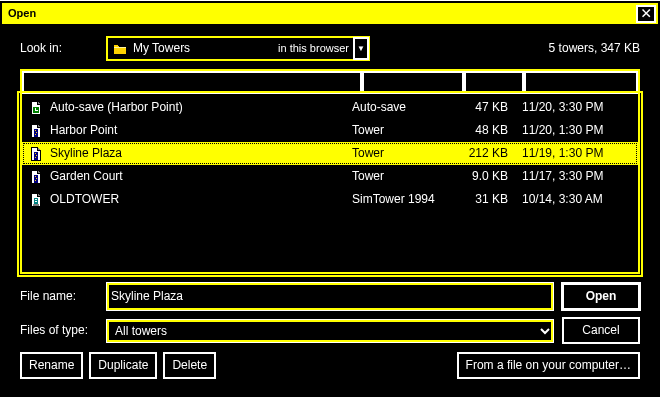 Open
Look in: My Towers in this browser 5 towers, 347 KB
Auto-save (Harbor Point) Auto-save 47 KB 11/20, 3:30 PM
Harbor Point Tower 48 KB 11/20, 1:30 PM
Skyline Plaza Tower 212 KB 11/19, 1:30 PM
Garden Court Tower 9.0 KB 11/17, 3:30 PM
OLDTOWER SimTower 1994 31 KB 10/14, 3:30 AM
File name: Skyline Plaza Open
Files of type: All towers Cancel
Rename Duplicate Delete From a file on your computer…